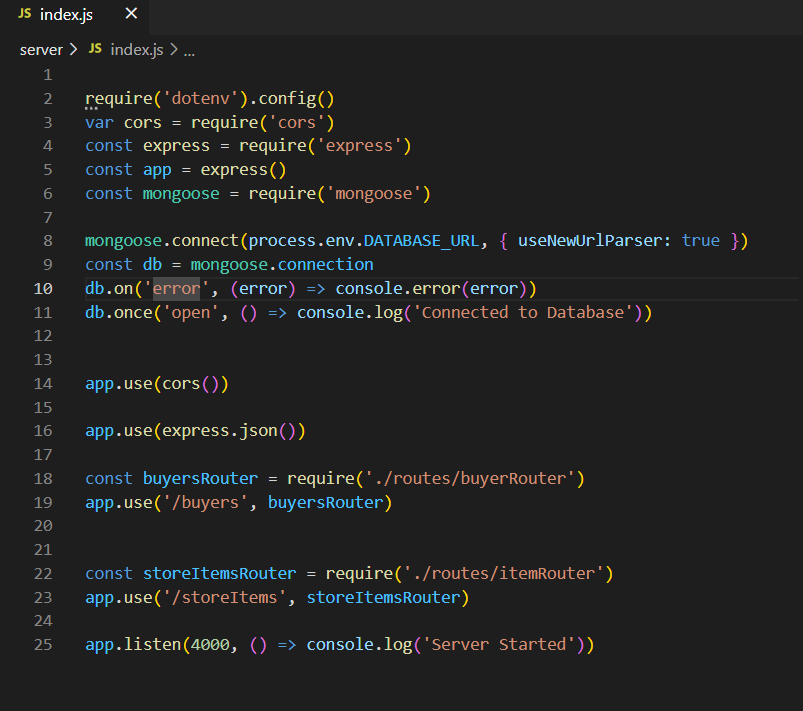 JS index.js ×
server > JS index.js > ...
1
2 require('dotenv').config()
3 var cors = require('cors')
4 const express = require('express')
5 const app = express()
6 const mongoose = require('mongoose')
7
8 mongoose.connect(process.env.DATABASE_URL, { useNewUrlParser: true })
9 const db = mongoose.connection
10 db.on('error', (error) => console.error(error))
11 db.once('open', () => console.log('Connected to Database'))
12
13
14 app.use(cors())
15
16 app.use(express.json())
17
18 const buyersRouter = require('./routes/buyerRouter')
19 app.use('/buyers', buyersRouter)
20
21
22 const storeItemsRouter = require('./routes/itemRouter')
23 app.use('/storeItems', storeItemsRouter)
24
25 app.listen(4000, () => console.log('Server Started'))